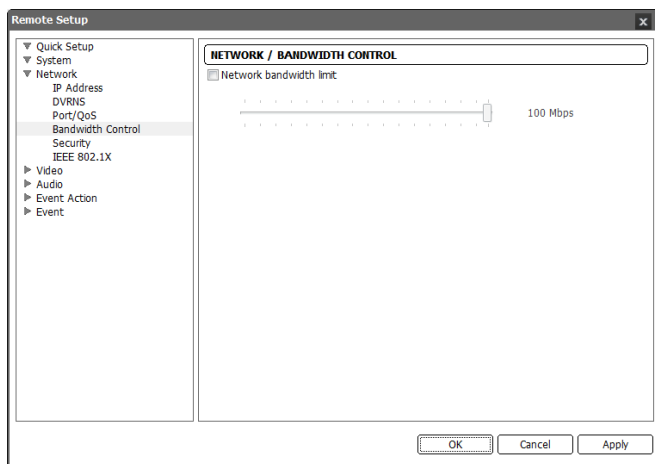 Remote Setup
Quick Setup
System
Network
IP Address
DVRNS
Port/QoS
Bandwidth Control
Security
IEEE 802.1X
Video
Audio
Event Action
Event
NETWORK / BANDWIDTH CONTROL
Network bandwidth limit
100 Mbps
OK
Cancel
Apply